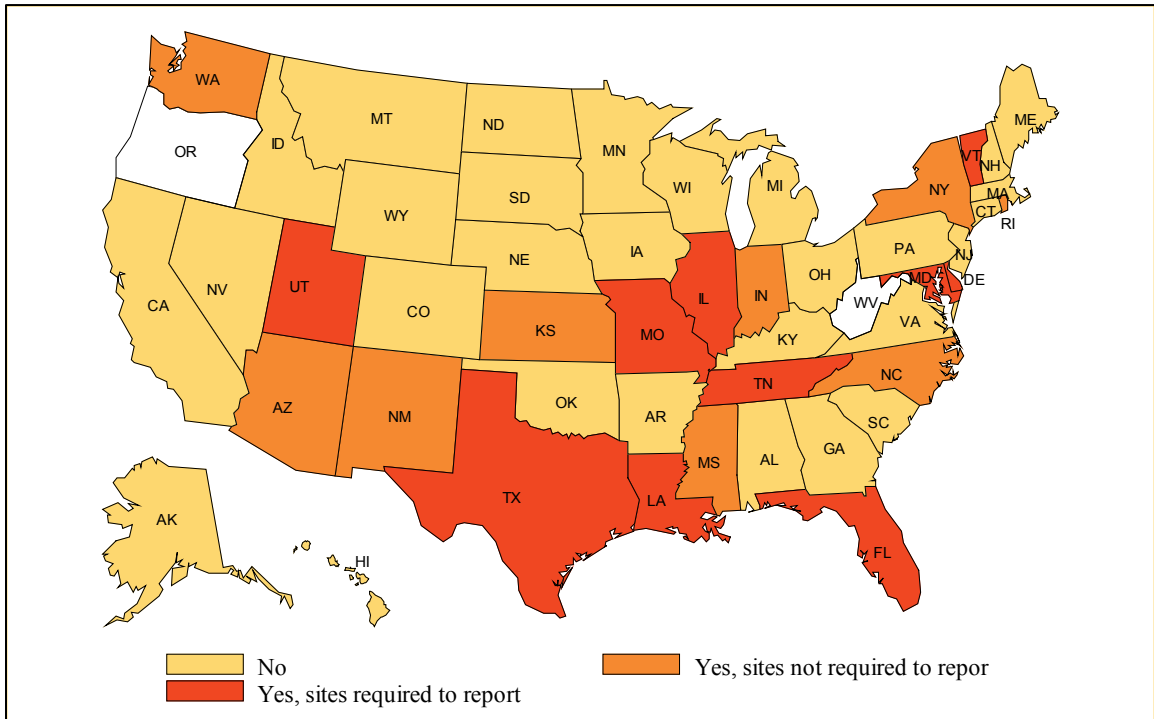 WA
MT
ND
MN
ME
VT
NH
OR
ID
SD
WI
MI
NY
MA
CT
RI
WY
IA
PA
NJ
NE
OH
NV
UT
CO
IL
IN
WV
MD
DE
CA
KS
MO
KY
VA
AZ
NM
OK
AR
TN
NC
SC
MS
AL
GA
TX
LA
FL
AK
HI
No
Yes, sites not required to repor
Yes, sites required to report